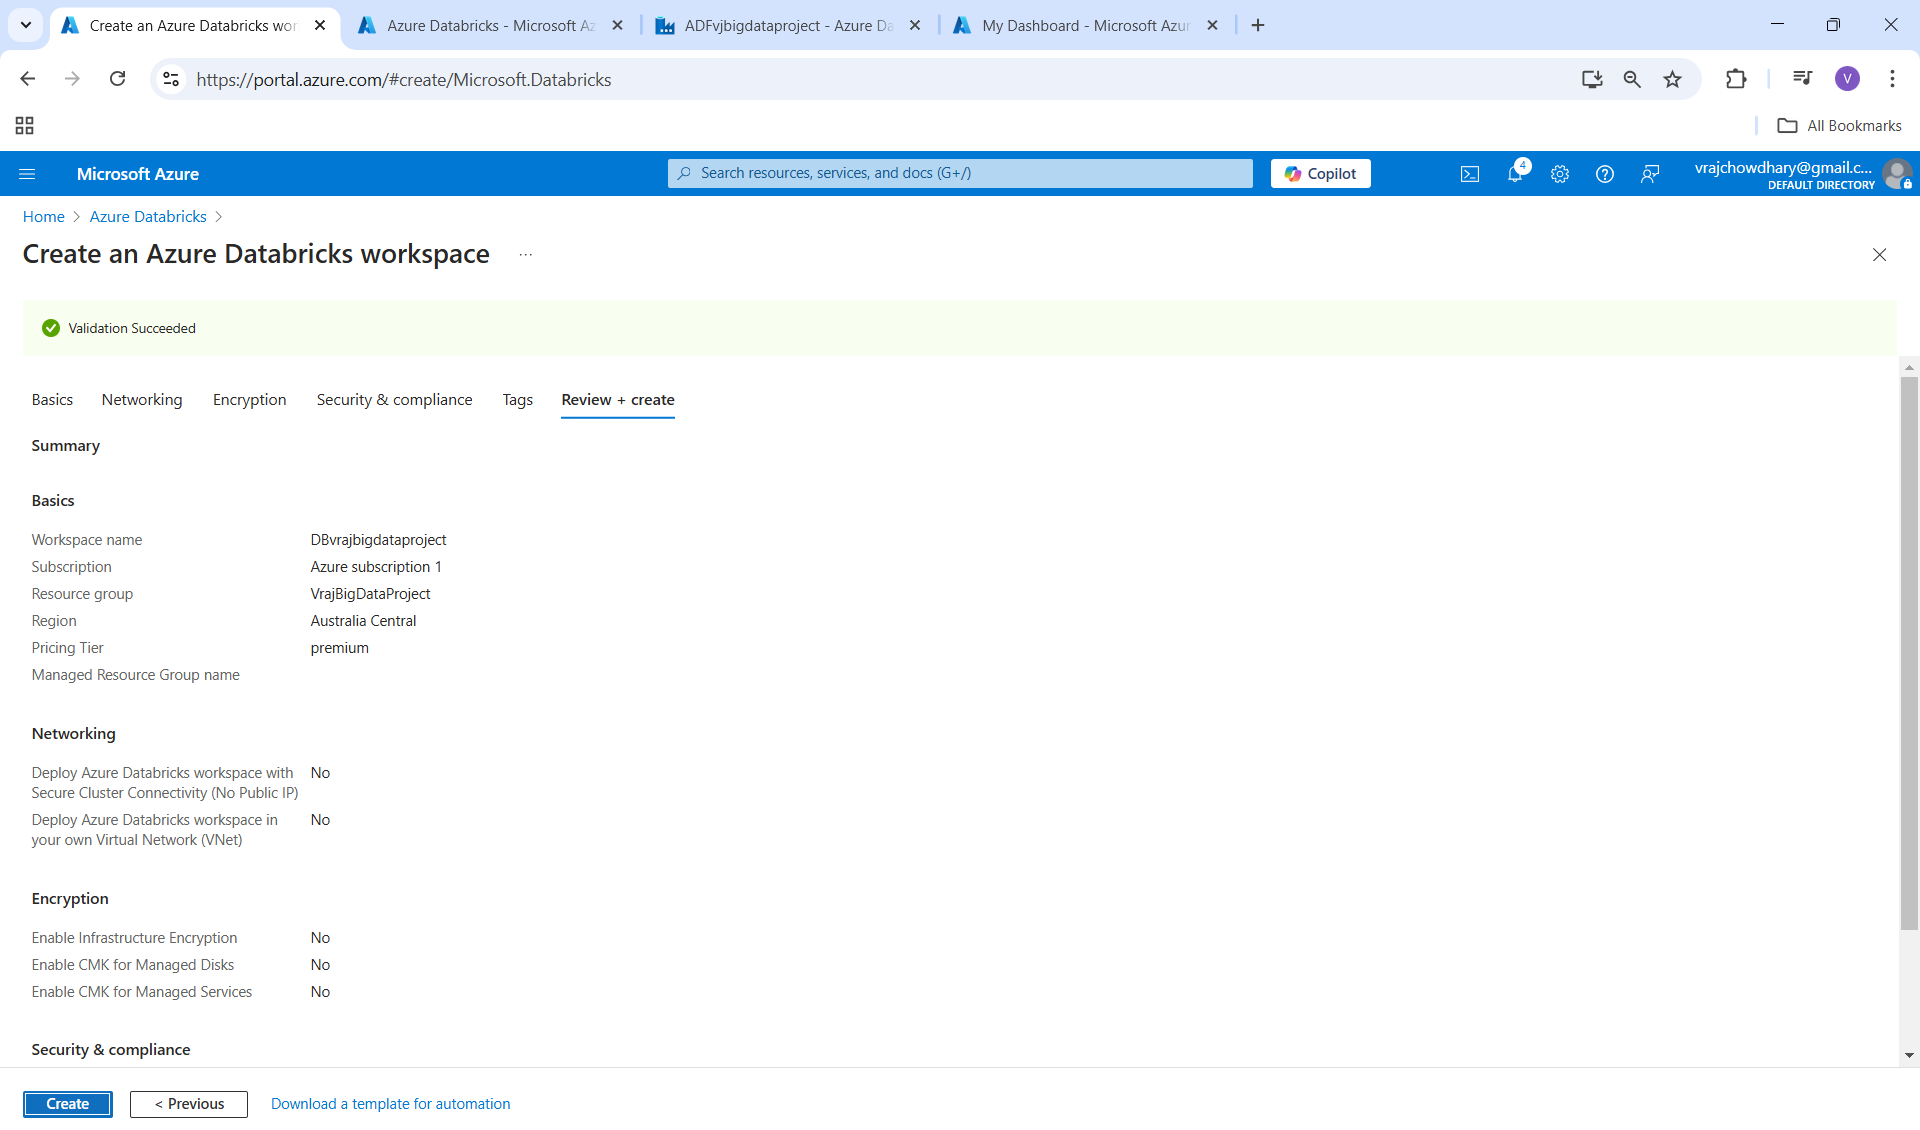 Create an Azure Databricks wor
Azure Databricks - Microsoft Az
ADFvjbigdataproject - Azure Da
My Dashboard - Microsoft Azur
https://portal.azure.com/#create/Microsoft.Databricks
V
All Bookmarks
Microsoft Azure
Search resources, services, and docs (G+/)
Copilot
4
vrajchowdhary@gmail.c...
DEFAULT DIRECTORY
Home > Azure Databricks >
Create an Azure Databricks workspace ...
Validation Succeeded
Basics Networking Encryption Security & compliance Tags Review + create
Summary
Basics
Workspace name DBvrajbigdataproject
Subscription Azure subscription 1
Resource group VrajBigDataProject
Region Australia Central
Pricing Tier premium
Managed Resource Group name
Networking
Deploy Azure Databricks workspace with No
Secure Cluster Connectivity (No Public IP)
Deploy Azure Databricks workspace in No
your own Virtual Network (VNet)
Encryption
Enable Infrastructure Encryption No
Enable CMK for Managed Disks No
Enable CMK for Managed Services No
Security & compliance
Create < Previous Download a template for automation